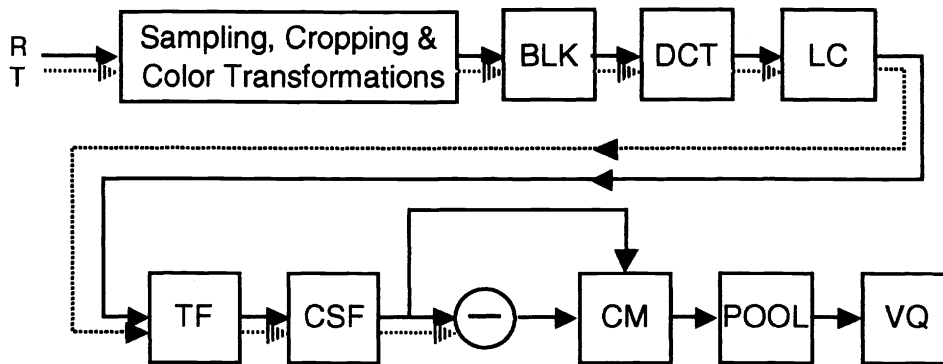 R
T
Sampling, Cropping &
Color Transformations
BLK
DCT
LC
TF
CSF
−
CM
POOL
VQ